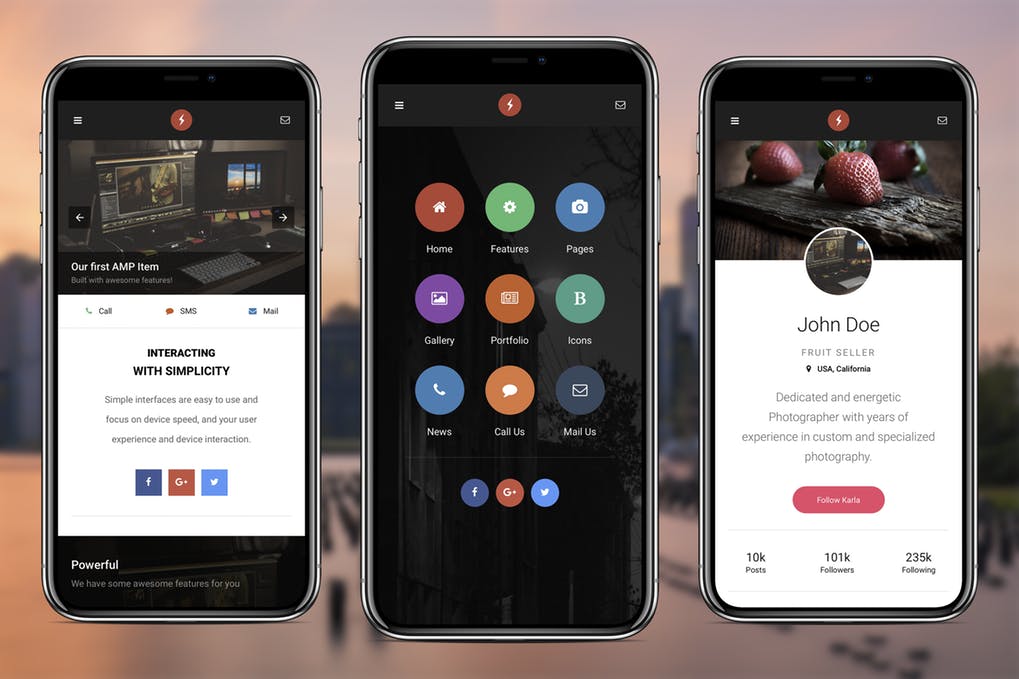 Our first AMP Item
Built with awesome features!
Call SMS Mail
INTERACTING
WITH SIMPLICITY
Simple interfaces are easy to use and
focus on device speed, and your user
experience and device interaction.
f G+
Powerful
We have some awesome features for you
Home Features Pages
B
Gallery Portfolio Icons
News Call Us Mail Us
f G+
John Doe
FRUIT SELLER
USA, California
Dedicated and energetic
Photographer with years of
experience in custom and specialized
photography.
Follow Karla
10k 101k 235k
Posts Followers Following